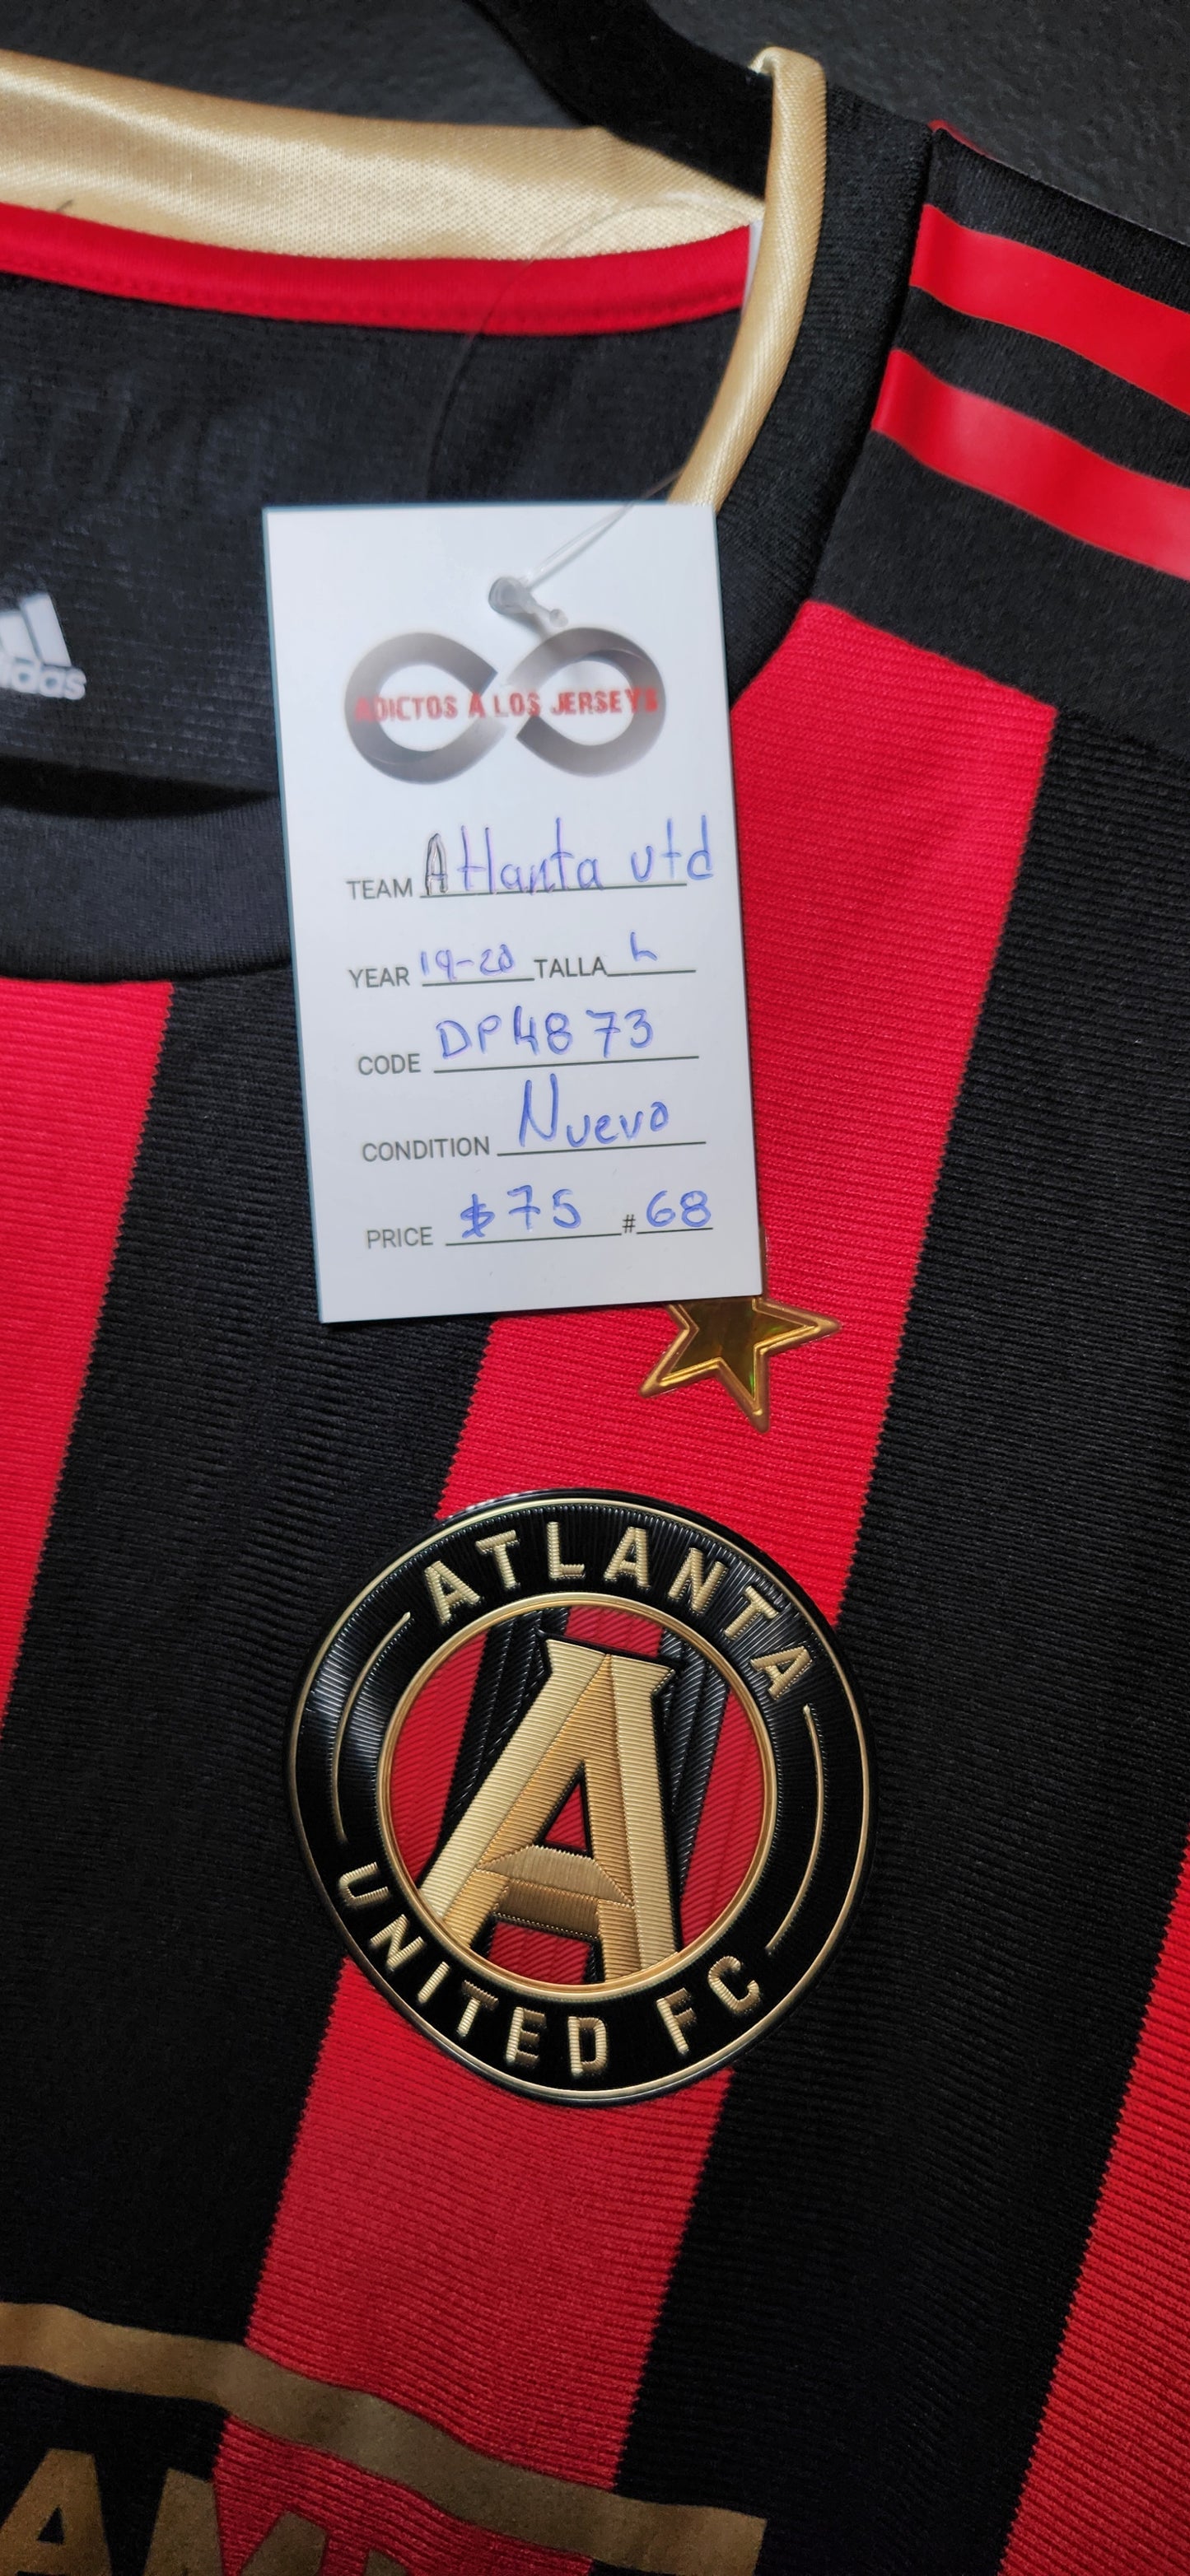 adidas
ADICTOS A LOS JERSEYS
TEAM Atlanta utd
YEAR 19-20 TALLA L
CODE DP4873
CONDITION Nuevo
PRICE $75 #68
ATLANTA
A
UNITED FC